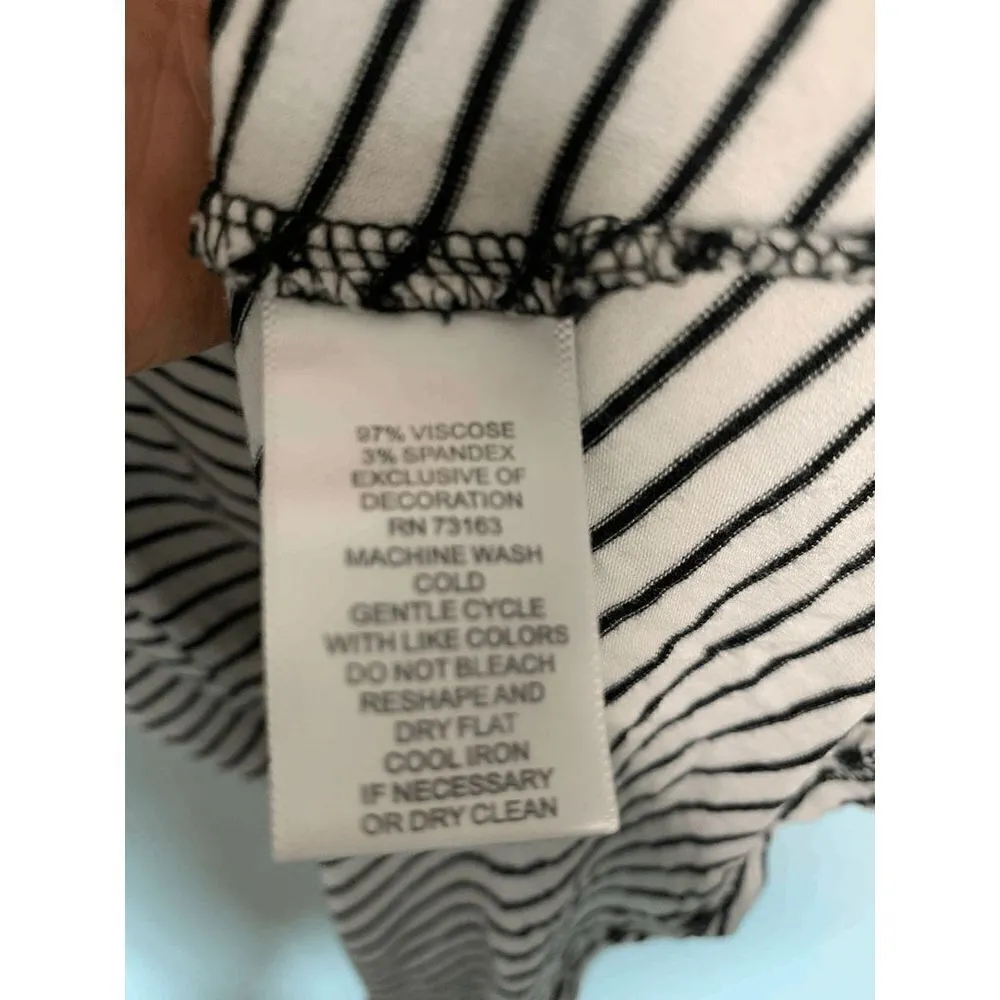 97% VISCOSE
3% SPANDEX
EXCLUSIVE OF
DECORATION
RN 73163
MACHINE WASH
COLD
GENTLE CYCLE
WITH LIKE COLORS
DO NOT BLEACH
RESHAPE AND
DRY FLAT
COOL IRON
IF NECESSARY
OR DRY CLEAN